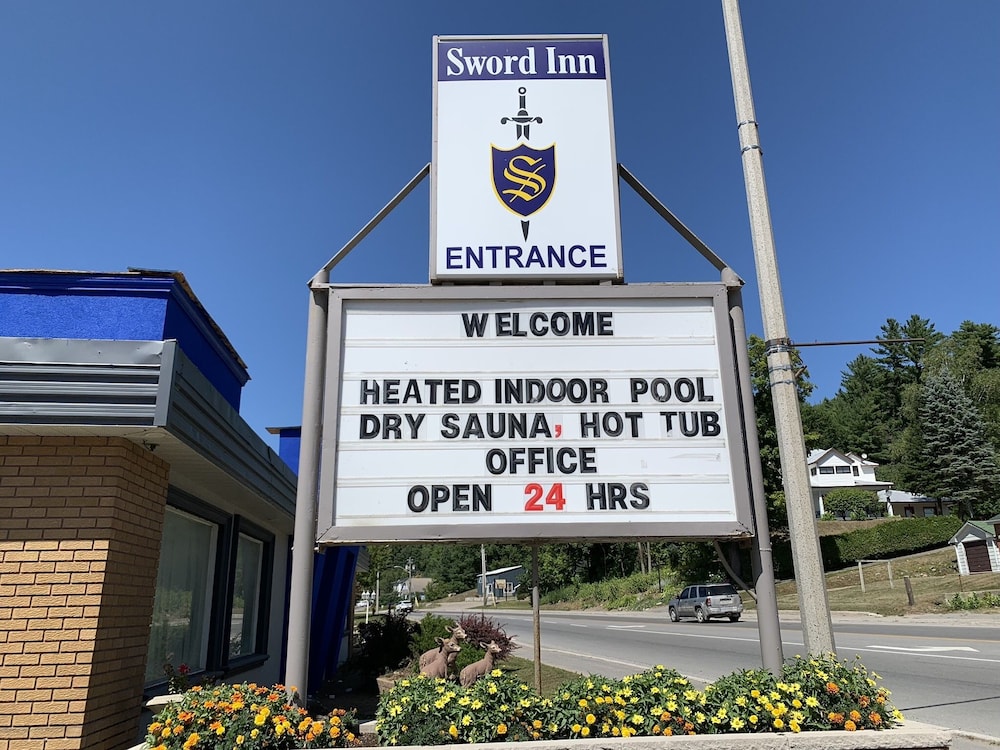 Sword Inn
S
ENTRANCE
WELCOME
HEATED INDOOR POOL
DRY SAUNA, HOT TUB
OFFICE
OPEN 24 HRS